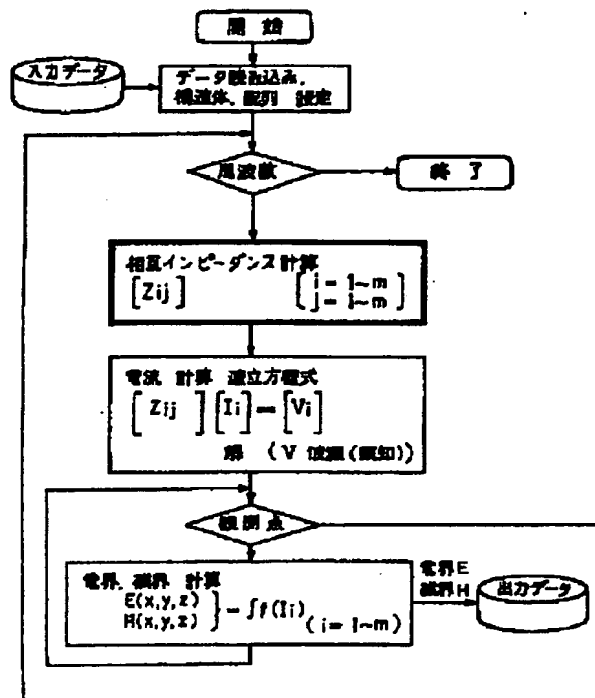 開始
入力データ
データ読み込み、
構造体、配列 設定
周波数
終了
相互インピーダンス計算
[Zij] [i = 1~m
j = i~m]
電流 計算 連立方程式
[Zij][Ii]=[Vi]
解 (V 波源(既知))
観測点
電界、磁界 計算
E(x,y,z)
H(x,y,z)} = ∫f(Ii)
(i= 1~m)
電界E
磁界H
出力データ